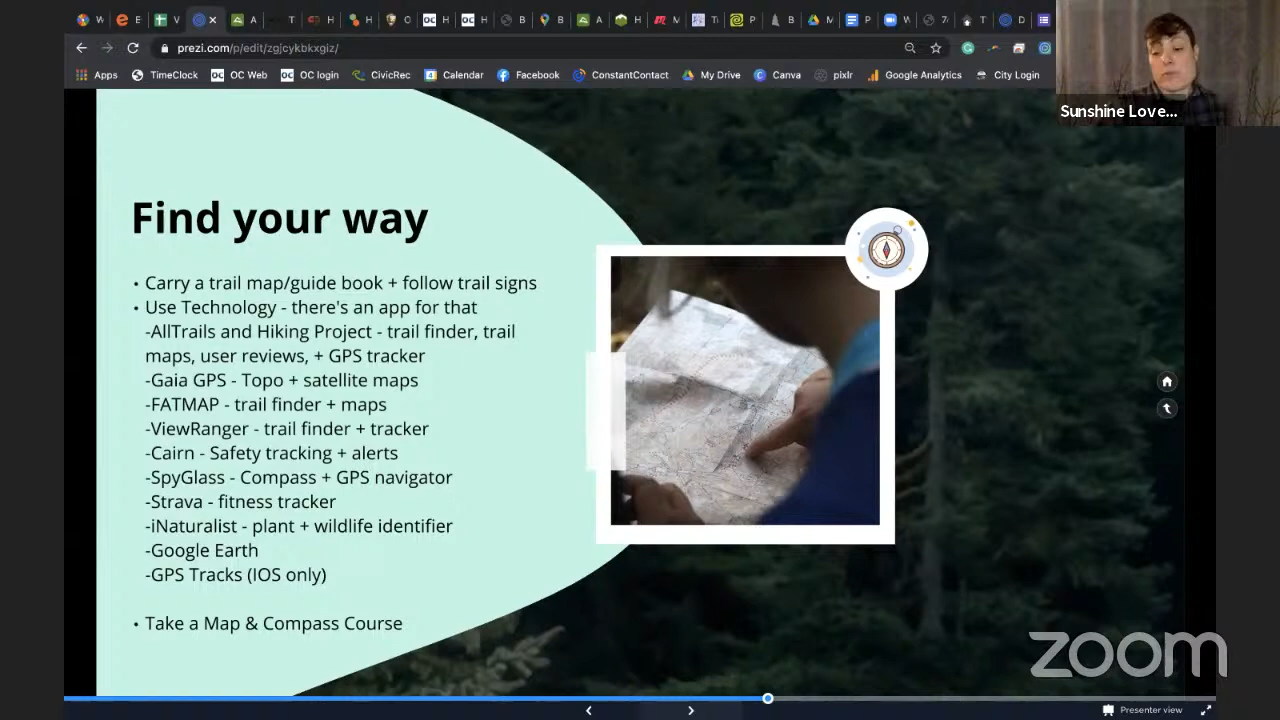 prezi.com/p/edit/zgjcykbkxgiz/
Apps TimeClock OC Web OC login CivicRec Calendar Facebook ConstantContact My Drive Canva pixlr Google Analytics City Login
Sunshine Love...
Find your way
• Carry a trail map/guide book + follow trail signs
• Use Technology - there's an app for that
-AllTrails and Hiking Project - trail finder, trail
maps, user reviews, + GPS tracker
-Gaia GPS - Topo + satellite maps
-FATMAP - trail finder + maps
-ViewRanger - trail finder + tracker
-Cairn - Safety tracking + alerts
-SpyGlass - Compass + GPS navigator
-Strava - fitness tracker
-iNaturalist - plant + wildlife identifier
-Google Earth
-GPS Tracks (IOS only)
• Take a Map & Compass Course
zoom
Presenter view